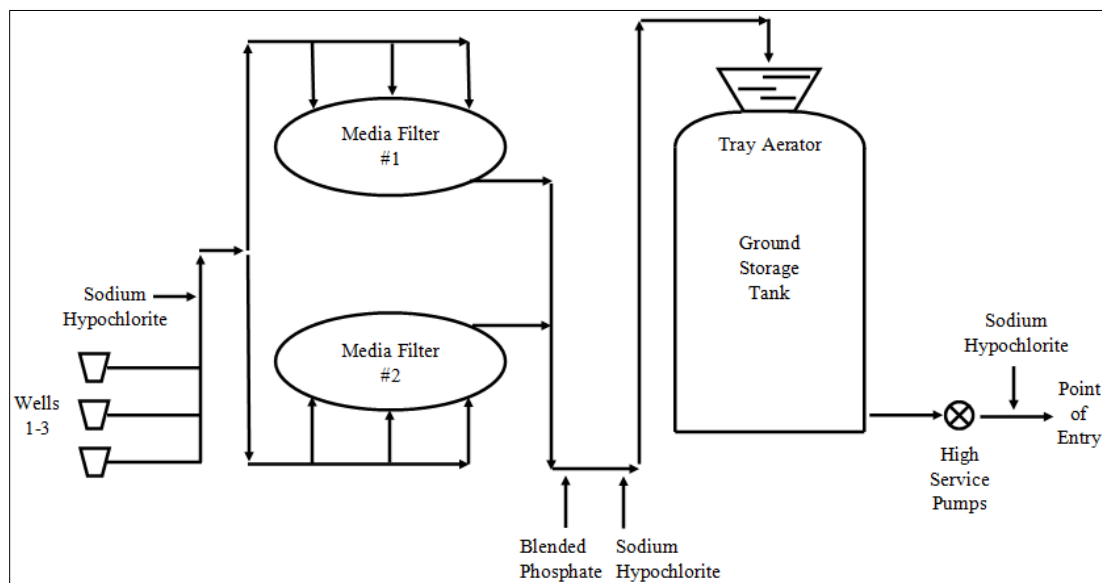 Media Filter
#1
Tray Aerator
Ground
Storage
Tank
Sodium
Hypochlorite
Media Filter
#2
Wells
1-3
Sodium
Hypochlorite
Point
of
Entry
High
Service
Pumps
Blended
Phosphate
Sodium
Hypochlorite